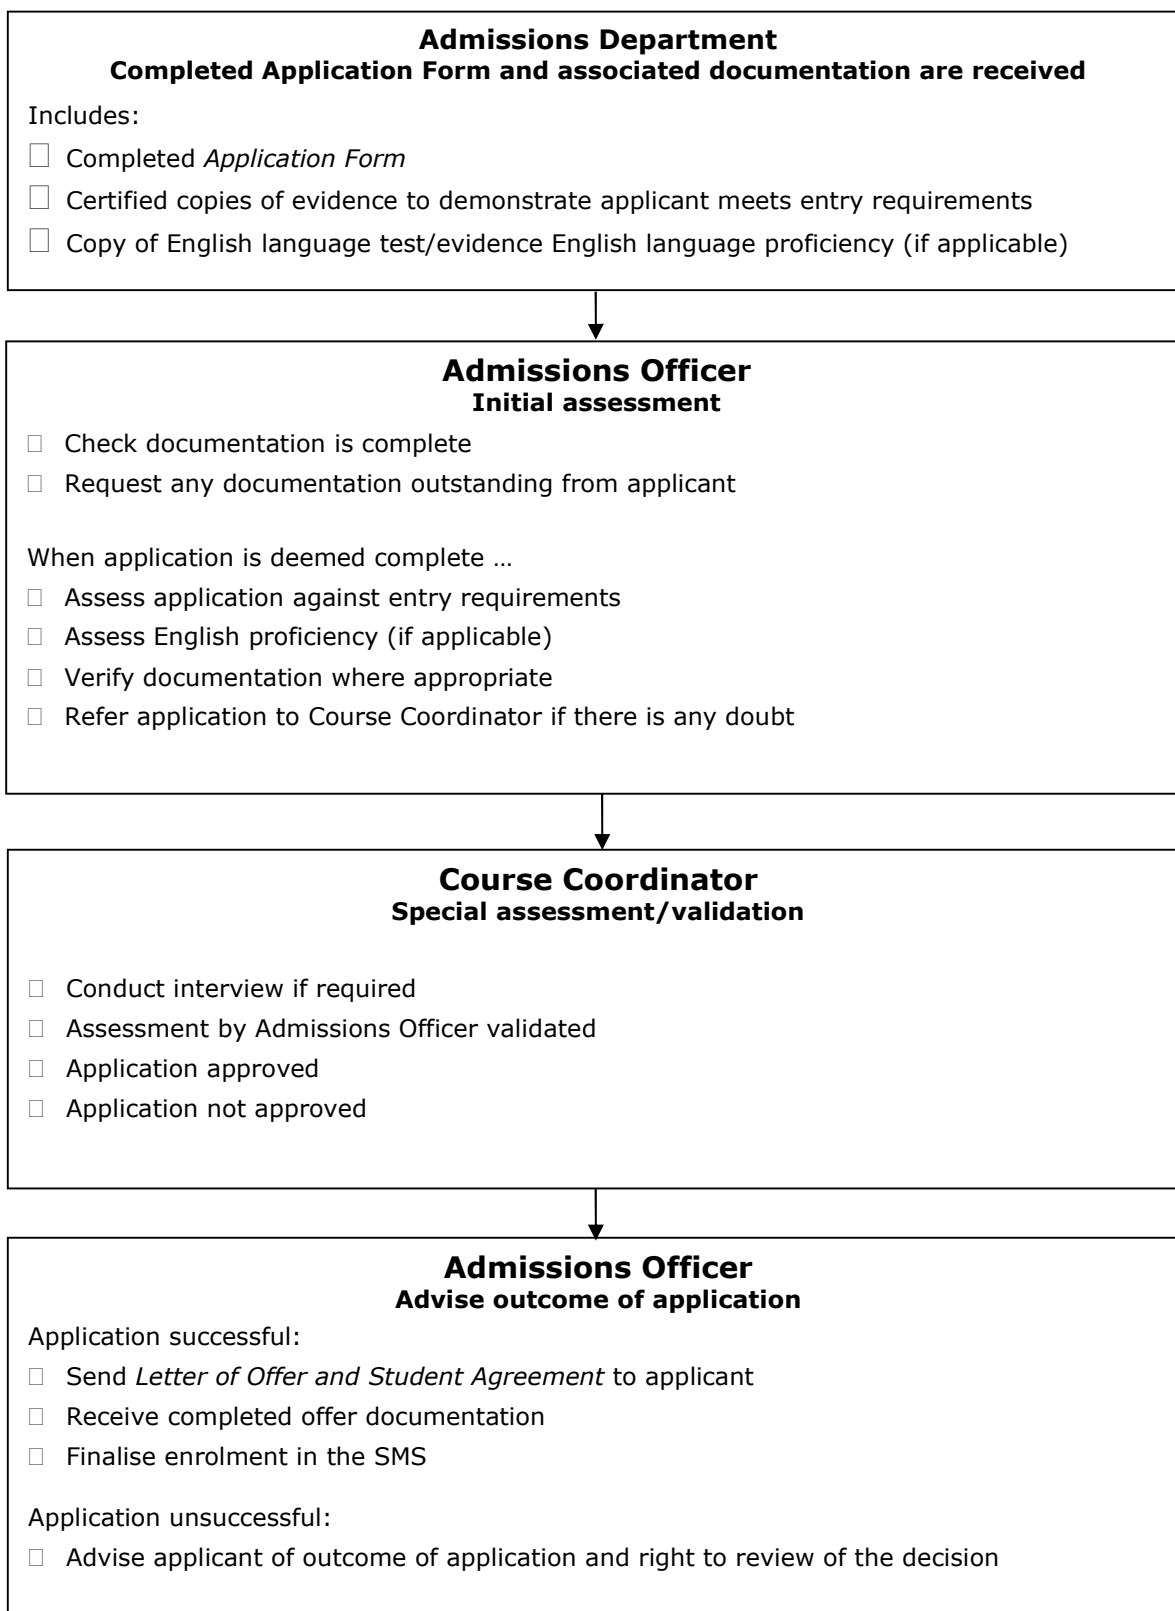 Admissions Department
Completed Application Form and associated documentation are received
Includes:
Completed Application Form
Certified copies of evidence to demonstrate applicant meets entry requirements
Copy of English language test/evidence English language proficiency (if applicable)
Admissions Officer
Initial assessment
Check documentation is complete
Request any documentation outstanding from applicant
When application is deemed complete …
Assess application against entry requirements
Assess English proficiency (if applicable)
Verify documentation where appropriate
Refer application to Course Coordinator if there is any doubt
Course Coordinator
Special assessment/validation
Conduct interview if required
Assessment by Admissions Officer validated
Application approved
Application not approved
Admissions Officer
Advise outcome of application
Application successful:
Send Letter of Offer and Student Agreement to applicant
Receive completed offer documentation
Finalise enrolment in the SMS
Application unsuccessful:
Advise applicant of outcome of application and right to review of the decision